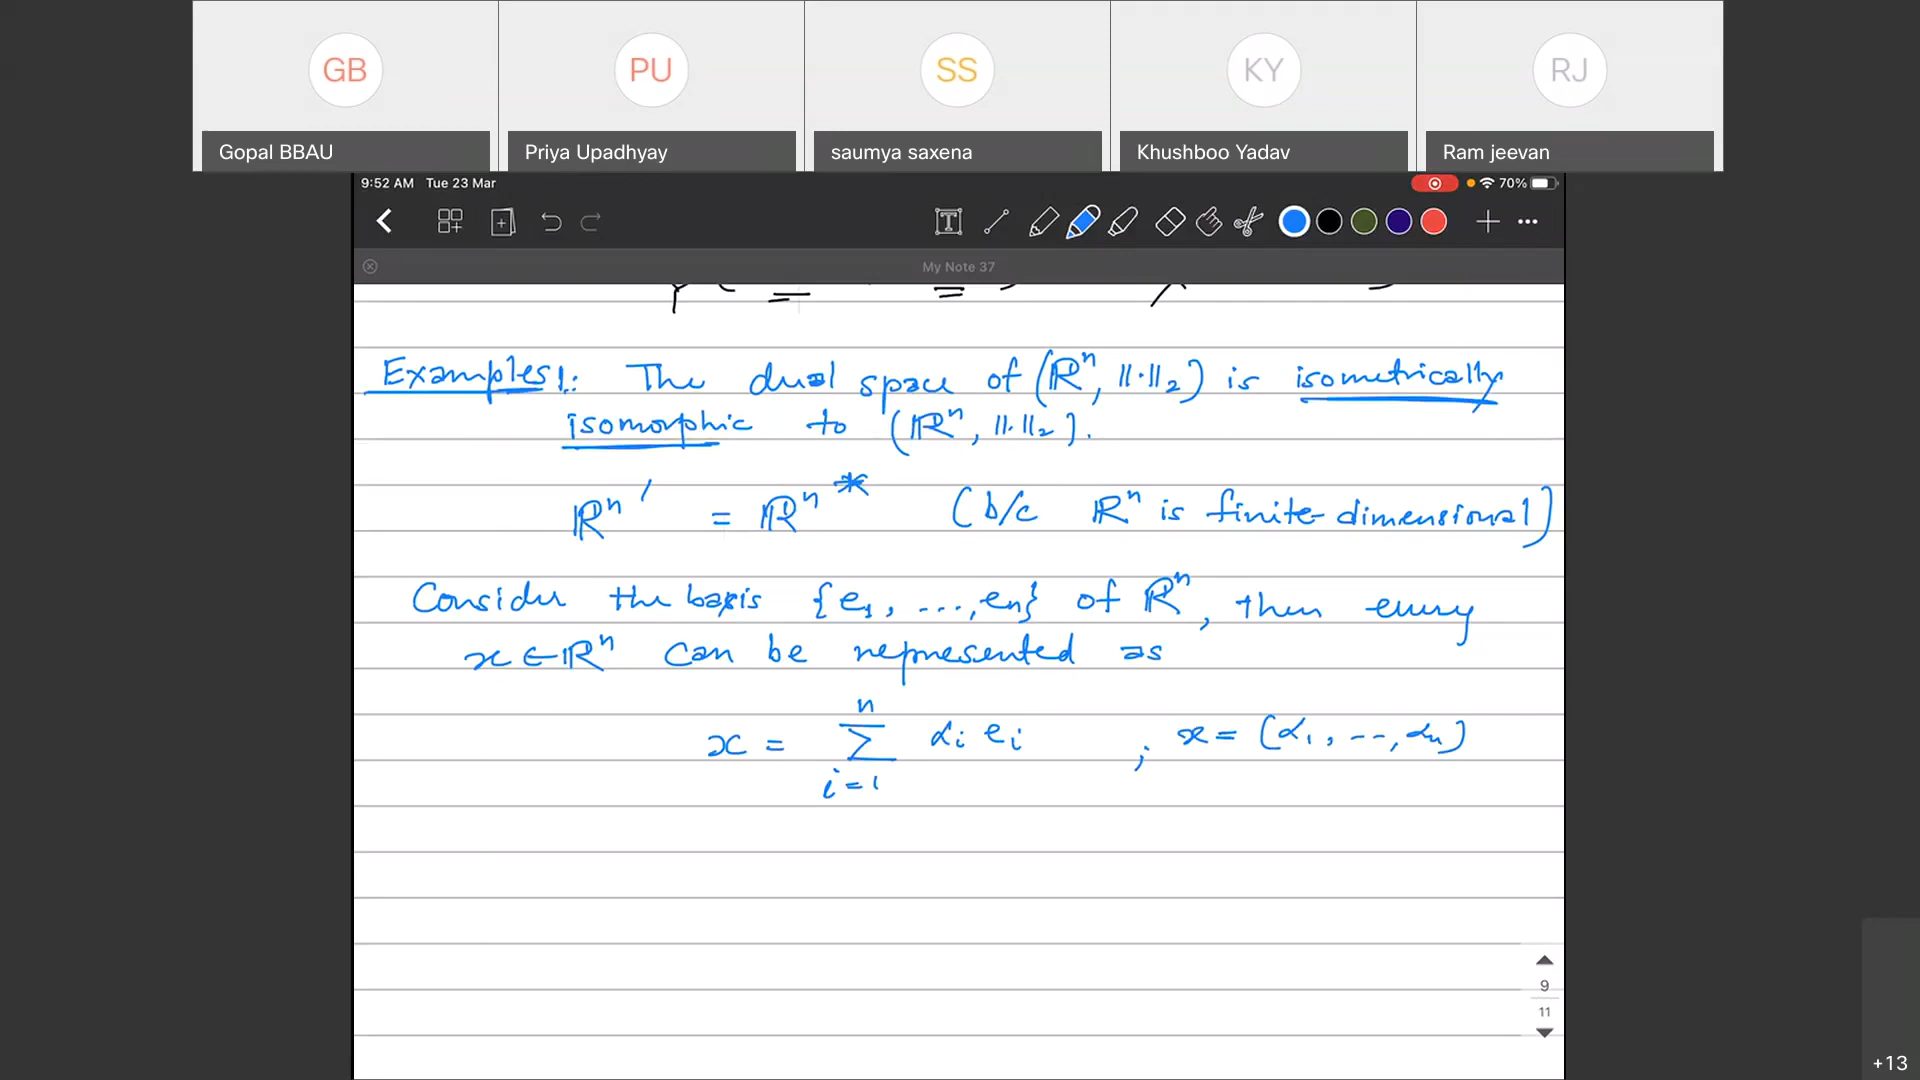 GB PU SS KY RJ
Gopal BBAU Priya Upadhyay saumya saxena Khushboo Yadav Ram jeevan
9:52 AM Tue 23 Mar 70%
My Note 37
Examples 1: The dual space of (ℝⁿ, ||·||₂) is isometrically
isomorphic to (ℝⁿ, ||·||₂).
ℝⁿ′ = ℝⁿ* (b/c ℝⁿ is finite-dimensional)
Consider the basis {e₁, ..., eₙ} of ℝⁿ, then every
x ∈ ℝⁿ can be represented as
x = ∑ᵢ₌₁ⁿ αᵢ eᵢ ; x = (α₁, ..., αₙ)
9
11
+13